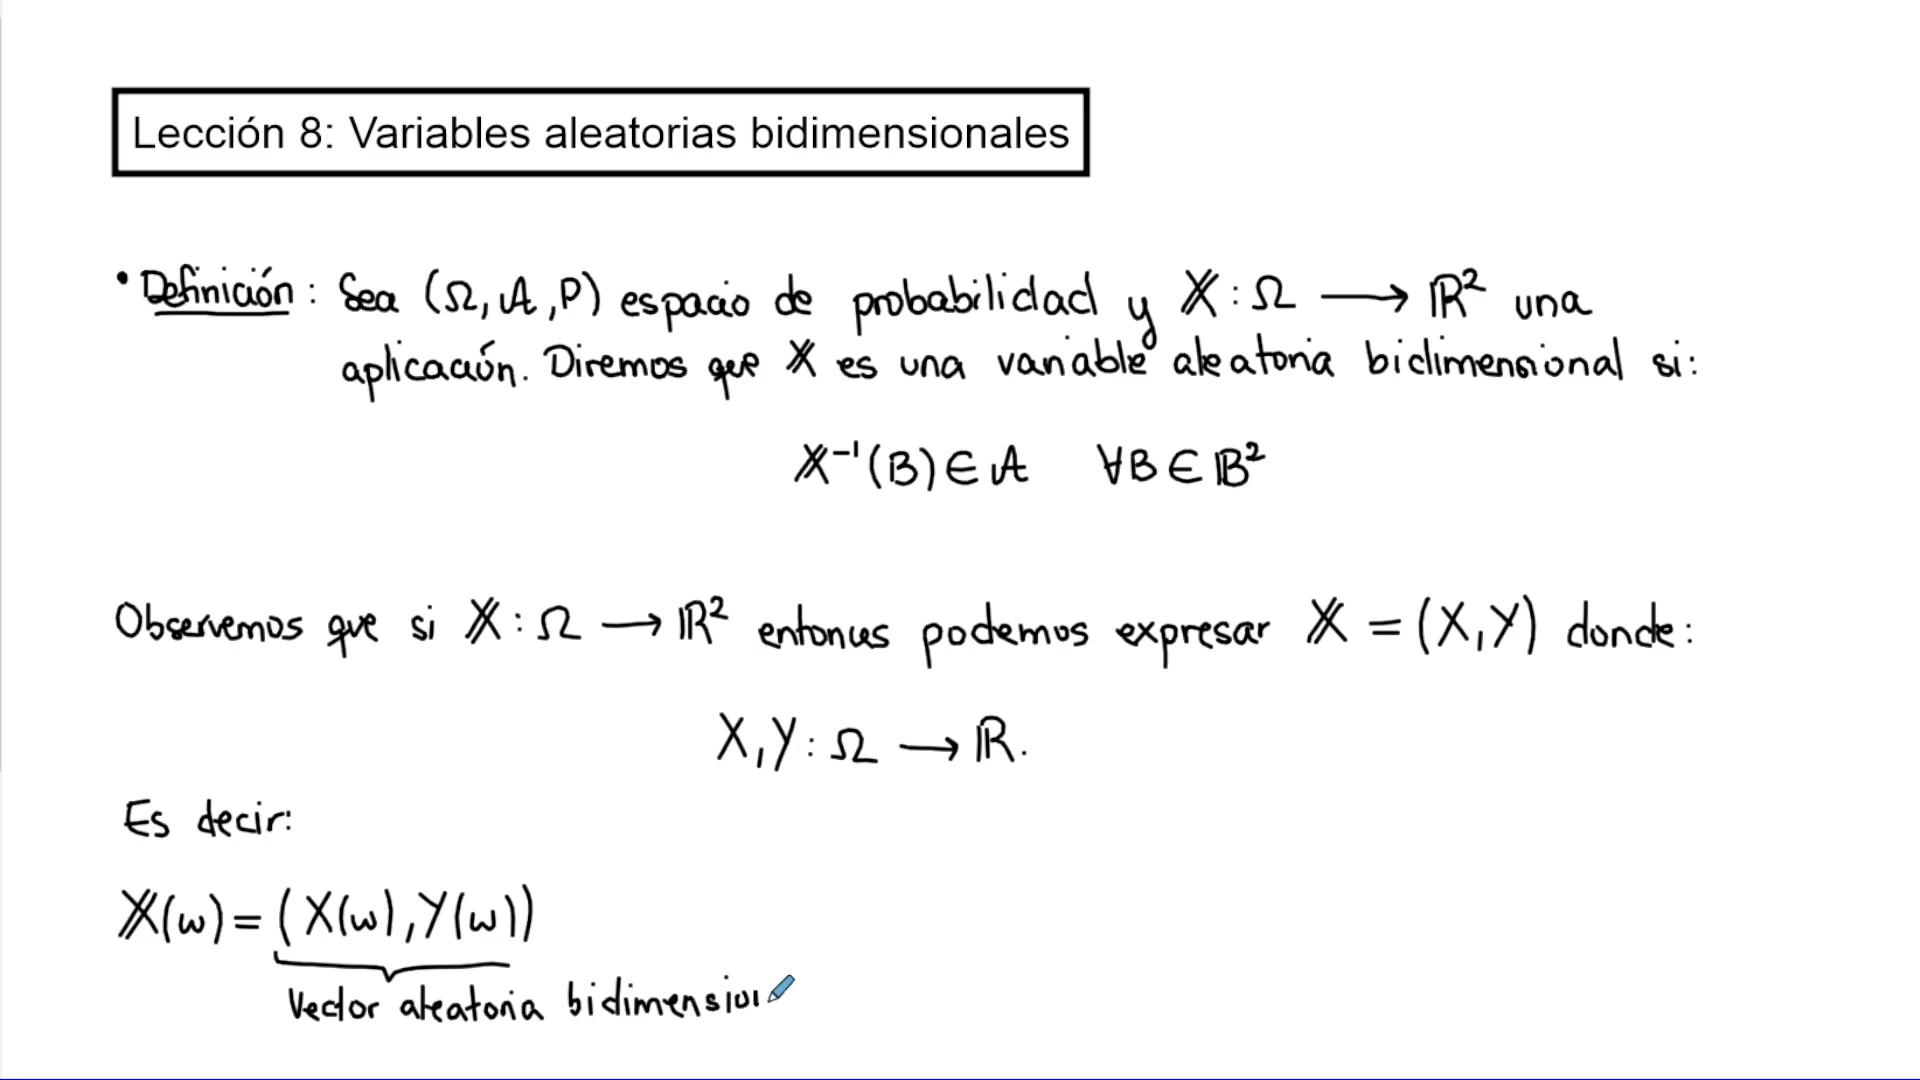 Lección 8: Variables aleatorias bidimensionales
• Definición: Sea (Ω, 𝒜, P) espacio de probabilidad y 𝕏: Ω ⟶ ℝ² una
aplicación. Diremos que 𝕏 es una variable aleatoria bidimensional si:
𝕏⁻¹(B) ∈ 𝒜 ∀B ∈ 𝔹²
Observemos que si 𝕏: Ω ⟶ ℝ² entonces podemos expresar 𝕏 = (X, Y) donde:
X, Y: Ω ⟶ ℝ.
Es decir:
𝕏(w) = (X(w), Y(w))
Vector aleatoria bidimension